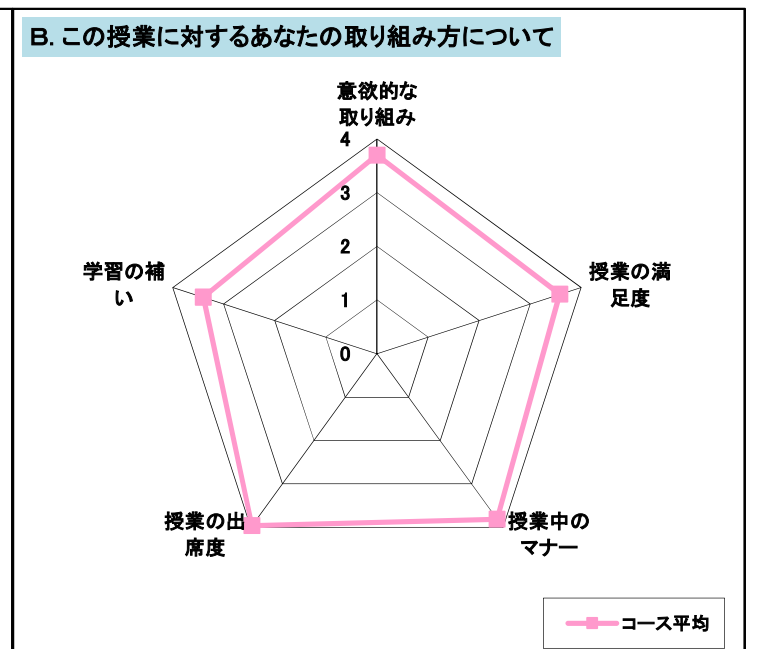 B. この授業に対するあなたの取り組み方について
意欲的な
取り組み
4
3
2
1
0
授業の満
足度
授業中の
マナー
授業の出
席度
学習の補
い
コース平均